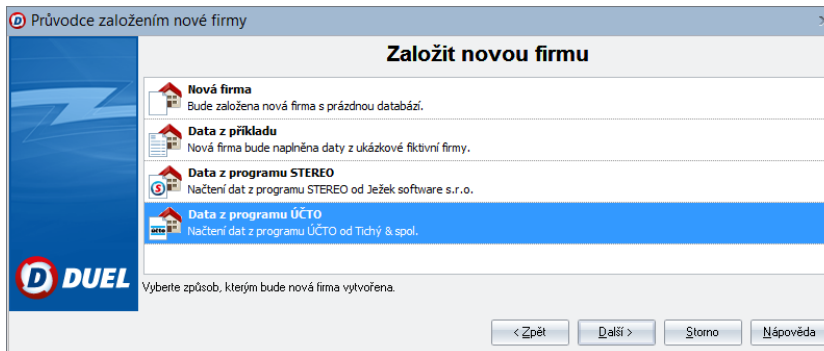 Průvodce založením nové firmy
Založit novou firmu
Nová firma
Bude založena nová firma s prázdnou databází.
Data z příkladu
Nová firma bude naplněna daty z ukázkové fiktivní firmy.
Data z programu STEREO
Načtení dat z programu STEREO od Ježek software s.r.o.
Data z programu ÚČTO
Načtení dat z programu ÚČTO od Tichý & spol.
DUEL
Vyberte způsob, kterým bude nová firma vytvořena.
< Zpět Další > Storno Nápověda